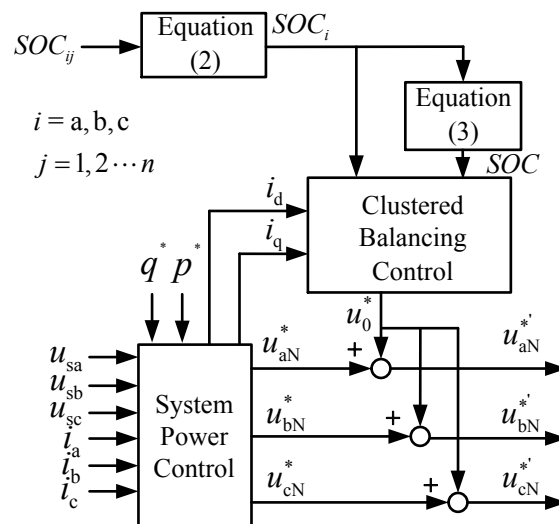 SOC_ij
Equation
(2)
SOC_i
Equation
(3)
i = a, b, c
j = 1, 2 ⋯ n
SOC
i_d
i_q
Clustered
Balancing
Control
q^* p^*
u_0^*
u_sa
u_sb
u_sc
i_a
i_b
i_c
System
Power
Control
u_aN^*
+
u_aN^*'
u_bN^*
+
u_bN^*'
u_cN^*
+
u_cN^*'